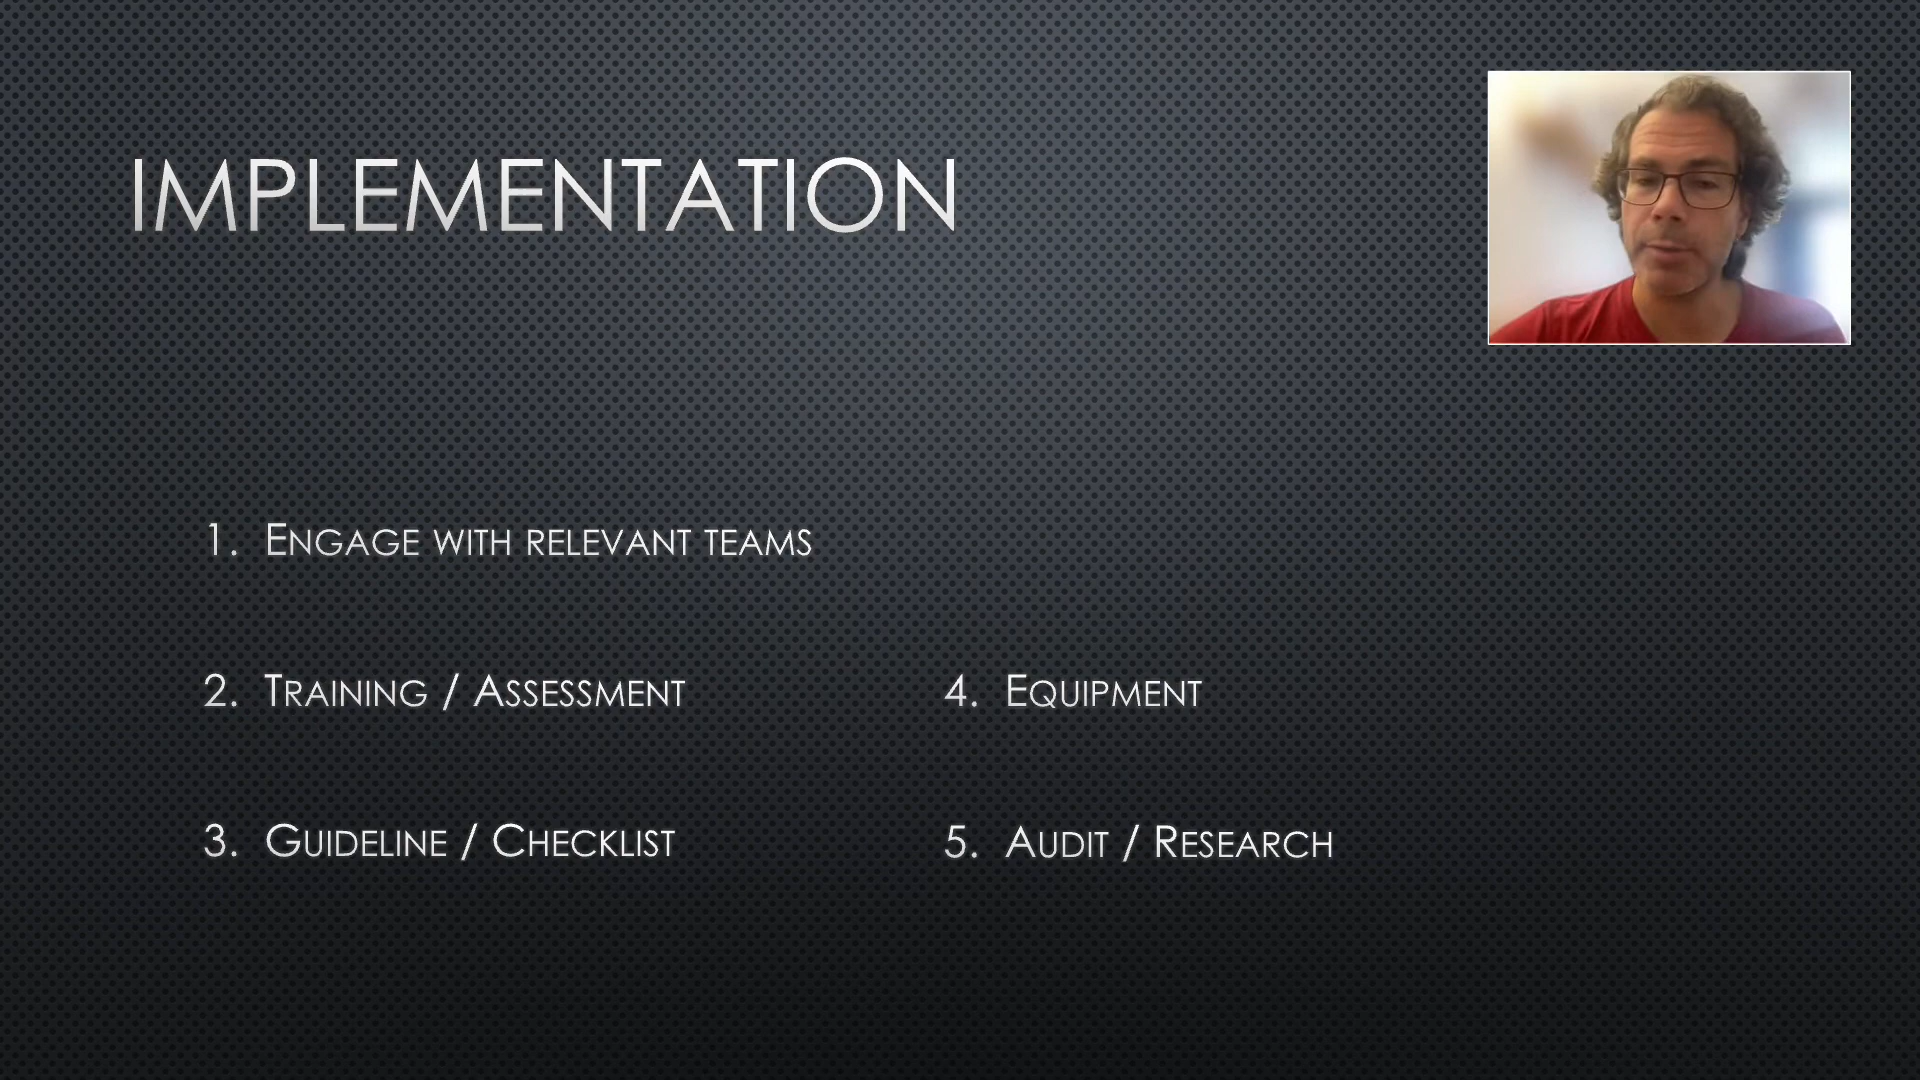 IMPLEMENTATION
1. Engage with relevant teams
2. Training / Assessment
3. Guideline / Checklist
4. Equipment
5. Audit / Research